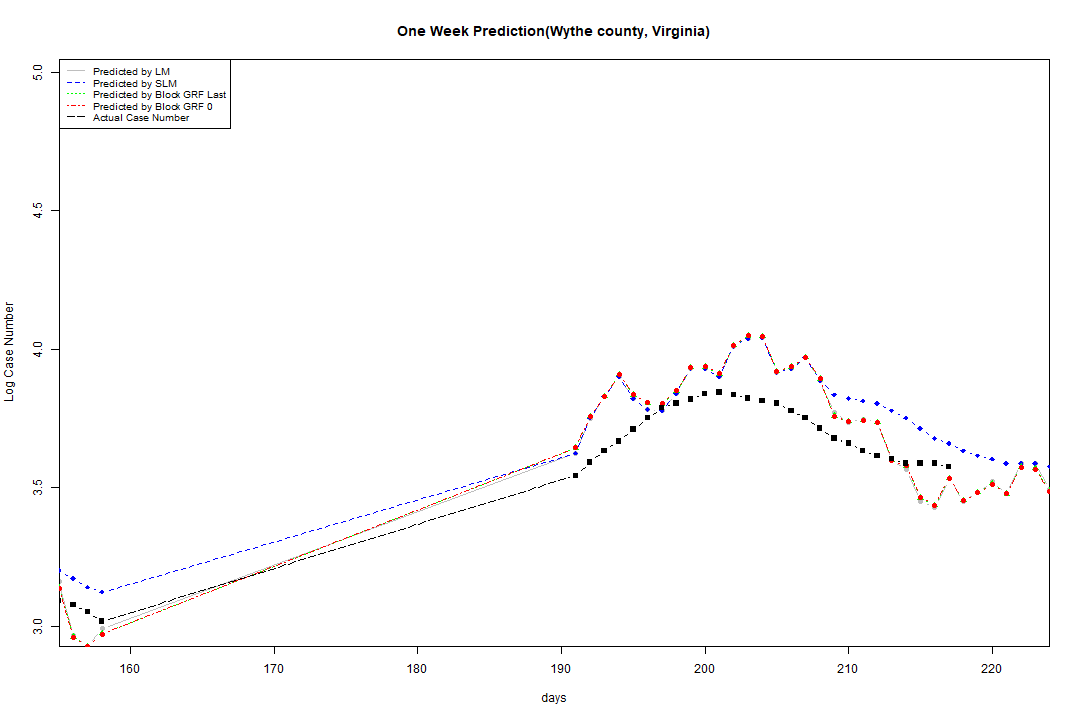 One Week Prediction(Wythe county, Virginia)
Predicted by LM
Predicted by SLM
Predicted by Block GRF Last
Predicted by Block GRF 0
Actual Case Number
5.0
4.5
4.0
3.5
3.0
Log Case Number
160 170 180 190 200 210 220
days